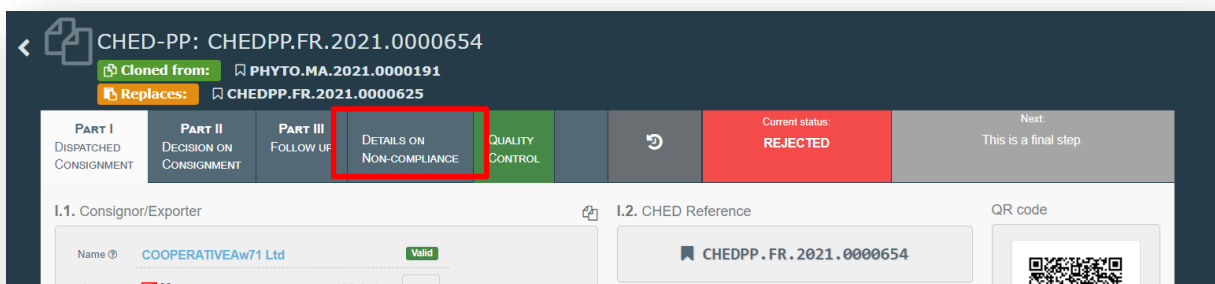 CHED-PP: CHEDPP.FR.2021.0000654
Cloned from: PHYTO.MA.2021.0000191
Replaces: CHEDPP.FR.2021.0000625
PART I
DISPATCHED
CONSIGNMENT
PART II
DECISION ON
CONSIGNMENT
PART III
FOLLOW UP
DETAILS ON
NON-COMPLIANCE
QUALITY
CONTROL
Current status:
REJECTED
Next:
This is a final step.
I.1. Consignor/Exporter
Name COOPERATIVEAw71 Ltd Valid
I.2. CHED Reference
CHEDPP.FR.2021.0000654
QR code